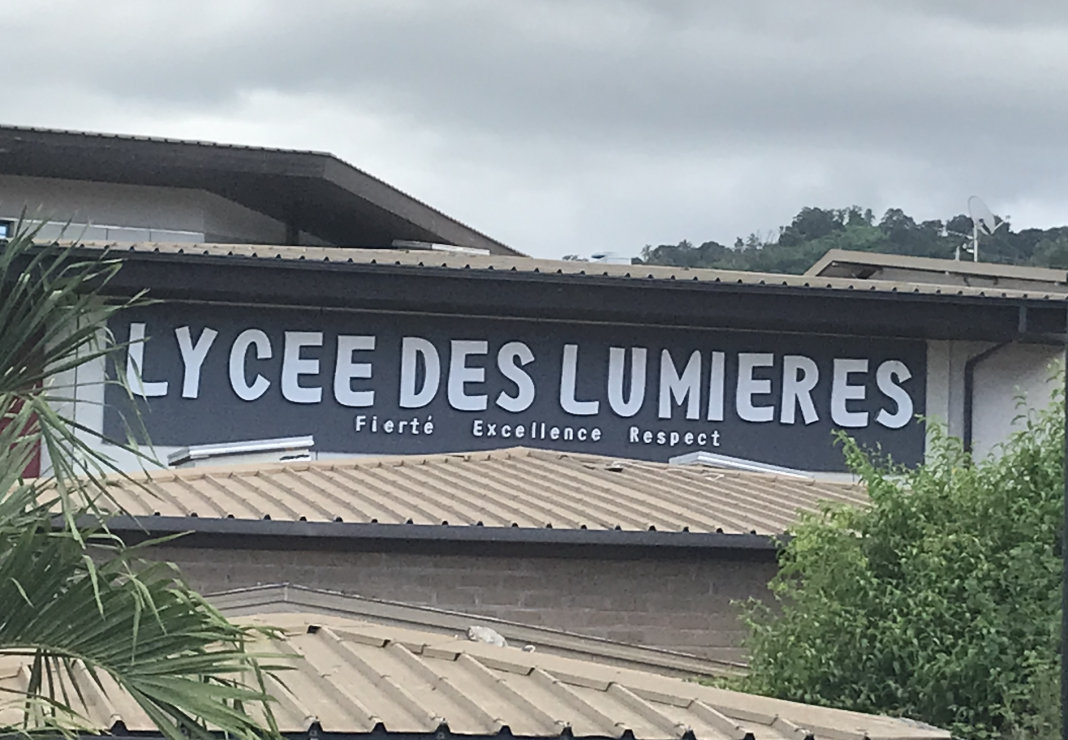 LYCEE DES LUMIERES
Fierté Excellence Respect